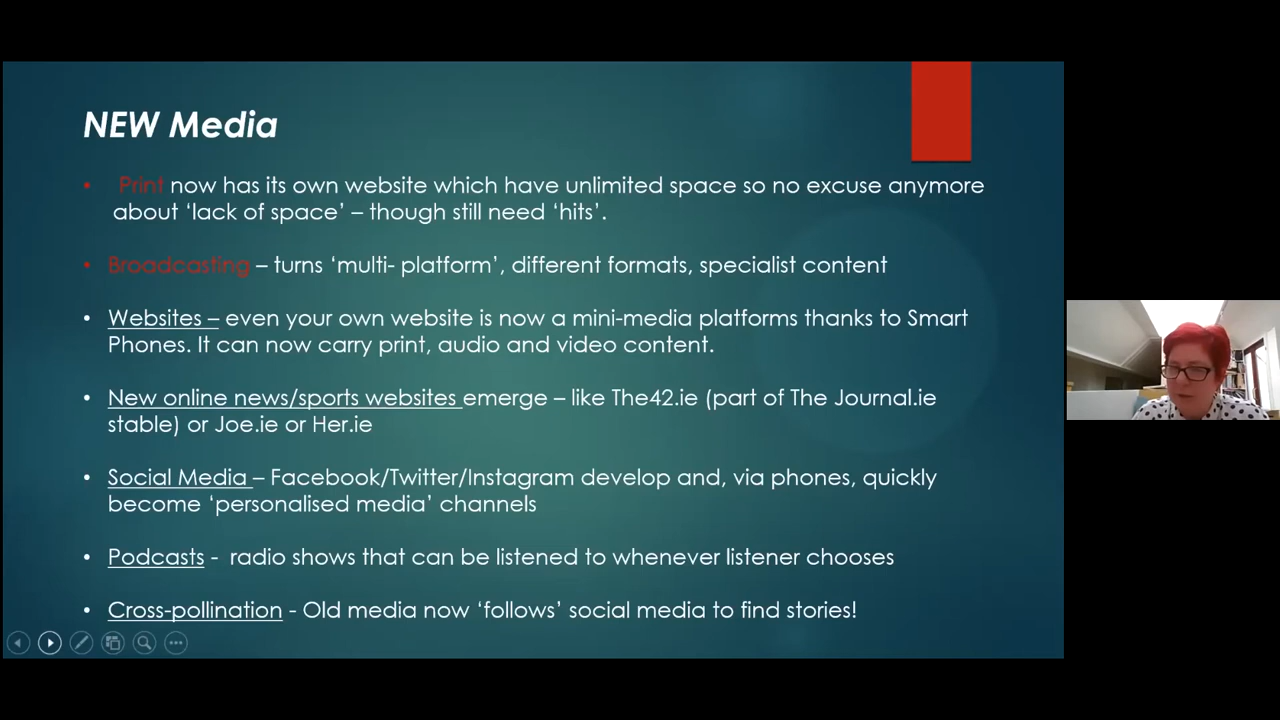 NEW Media
• Print now has its own website which have unlimited space so no excuse anymore
about ‘lack of space’ – though still need ‘hits’.
• Broadcasting – turns ‘multi- platform’, different formats, specialist content
• Websites – even your own website is now a mini-media platforms thanks to Smart
Phones. It can now carry print, audio and video content.
• New online news/sports websites emerge – like The42.ie (part of The Journal.ie
stable) or Joe.ie or Her.ie
• Social Media – Facebook/Twitter/Instagram develop and, via phones, quickly
become ‘personalised media’ channels
• Podcasts - radio shows that can be listened to whenever listener chooses
• Cross-pollination - Old media now ‘follows’ social media to find stories!